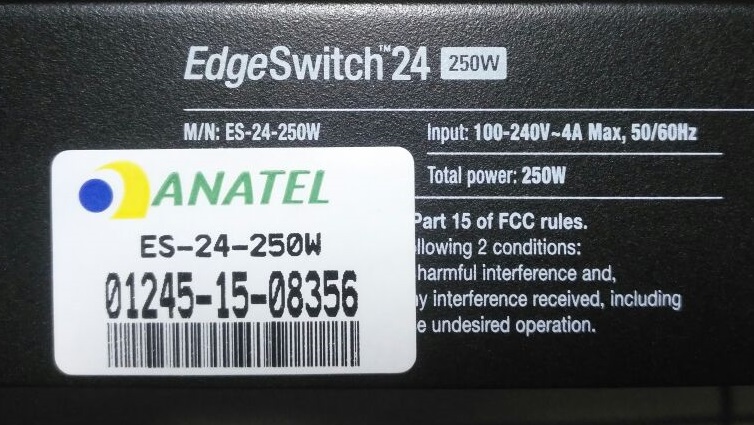 EdgeSwitch™24 250W
M/N: ES-24-250W
Input: 100-240V~4A Max, 50/60Hz
Total power: 250W
Part 15 of FCC rules.
2 conditions:
harmful interference and,
interference received, including
undesired operation.
ANATEL
ES-24-250W
01245-15-08356